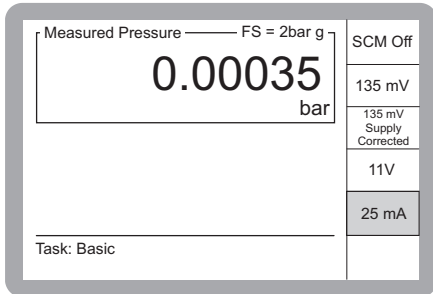 Measured Pressure
FS = 2bar g
0.00035
bar
Task: Basic
SCM Off
135 mV
135 mV
Supply
Corrected
11V
25 mA